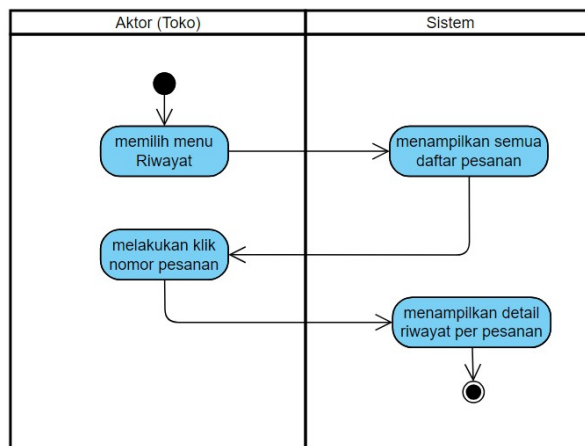 Aktor (Toko)
Sistem
memilih menu
Riwayat
menampilkan semua
daftar pesanan
melakukan klik
nomor pesanan
menampilkan detail
riwayat per pesanan